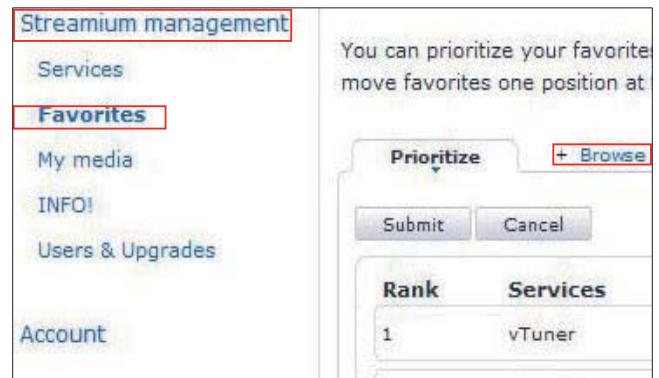 Streamium management
Services
Favorites
My media
INFO!
Users & Upgrades
Account
You can prioritize your favorites
move favorites one position at
Prioritize
+ Browse
Submit
Cancel
Rank
Services
1
vTuner